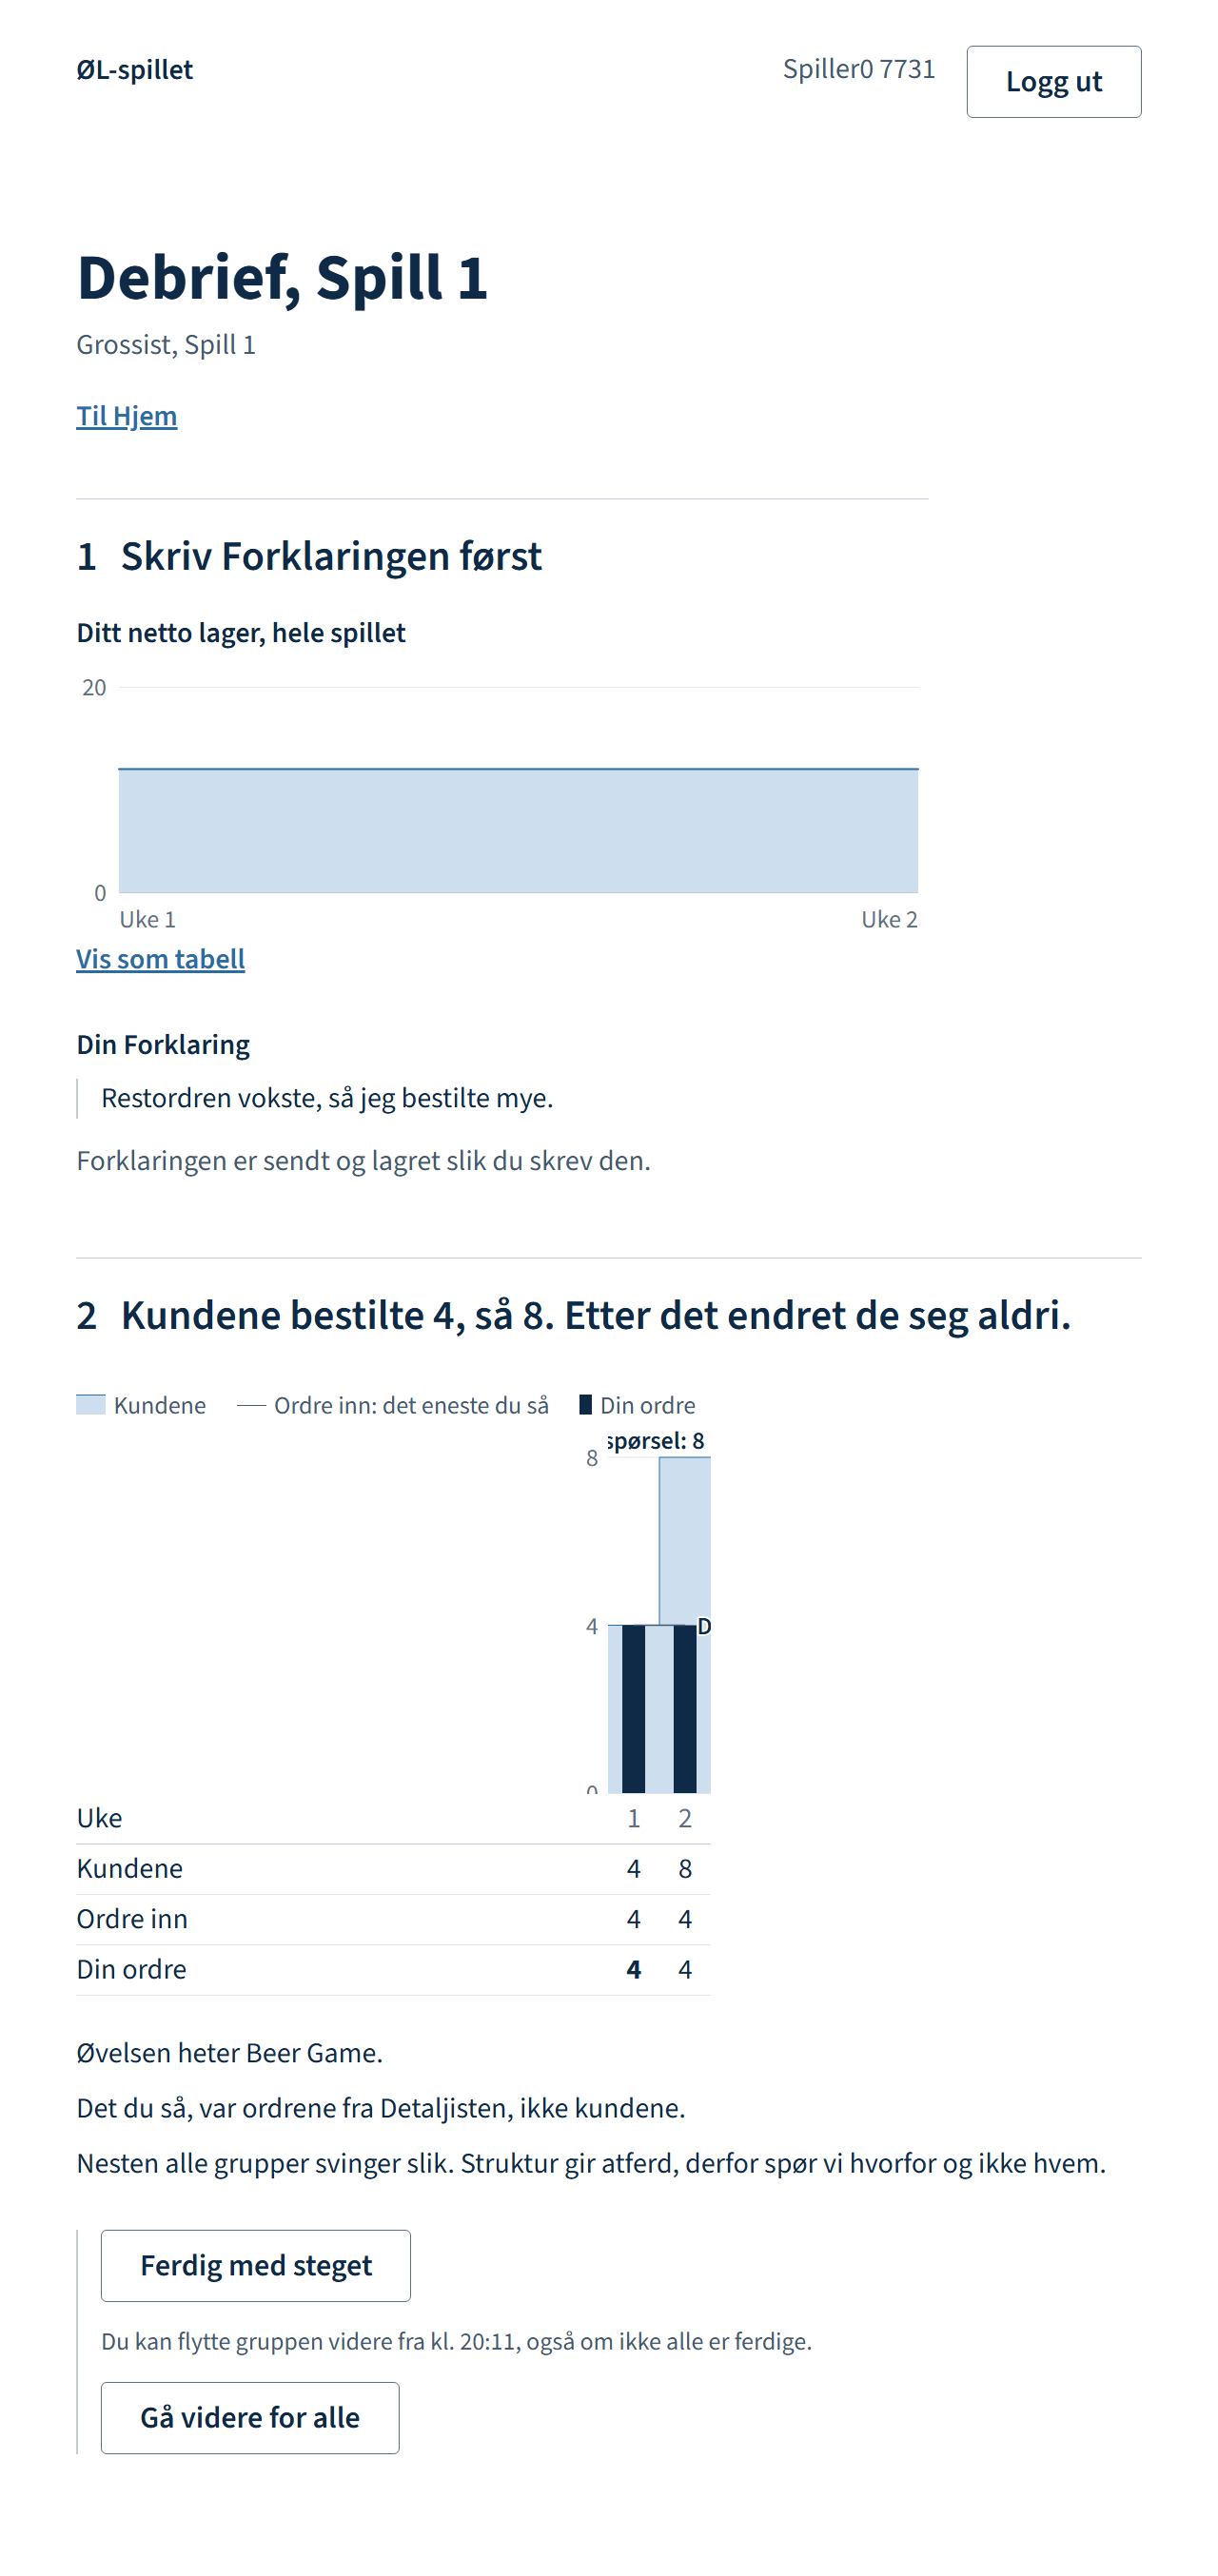 ØL-spillet
Spiller0 7731
Logg ut
Debrief, Spill 1
Grossist, Spill 1
Til Hjem
1 Skriv Forklaringen først
Ditt netto lager, hele spillet
20
0
Uke 1 Uke 2
Vis som tabell
Din Forklaring
Restordren vokste, så jeg bestilte mye.
Forklaringen er sendt og lagret slik du skrev den.
2 Kundene bestilte 4, så 8. Etter det endret de seg aldri.
Kundene Ordre inn: det eneste du så Din ordre
spørsel: 8
8
4 D
0
Uke 1 2
Kundene 4 8
Ordre inn 4 4
Din ordre 4 4
Øvelsen heter Beer Game.
Det du så, var ordrene fra Detaljisten, ikke kundene.
Nesten alle grupper svinger slik. Struktur gir atferd, derfor spør vi hvorfor og ikke hvem.
Ferdig med steget
Du kan flytte gruppen videre fra kl. 20:11, også om ikke alle er ferdige.
Gå videre for alle